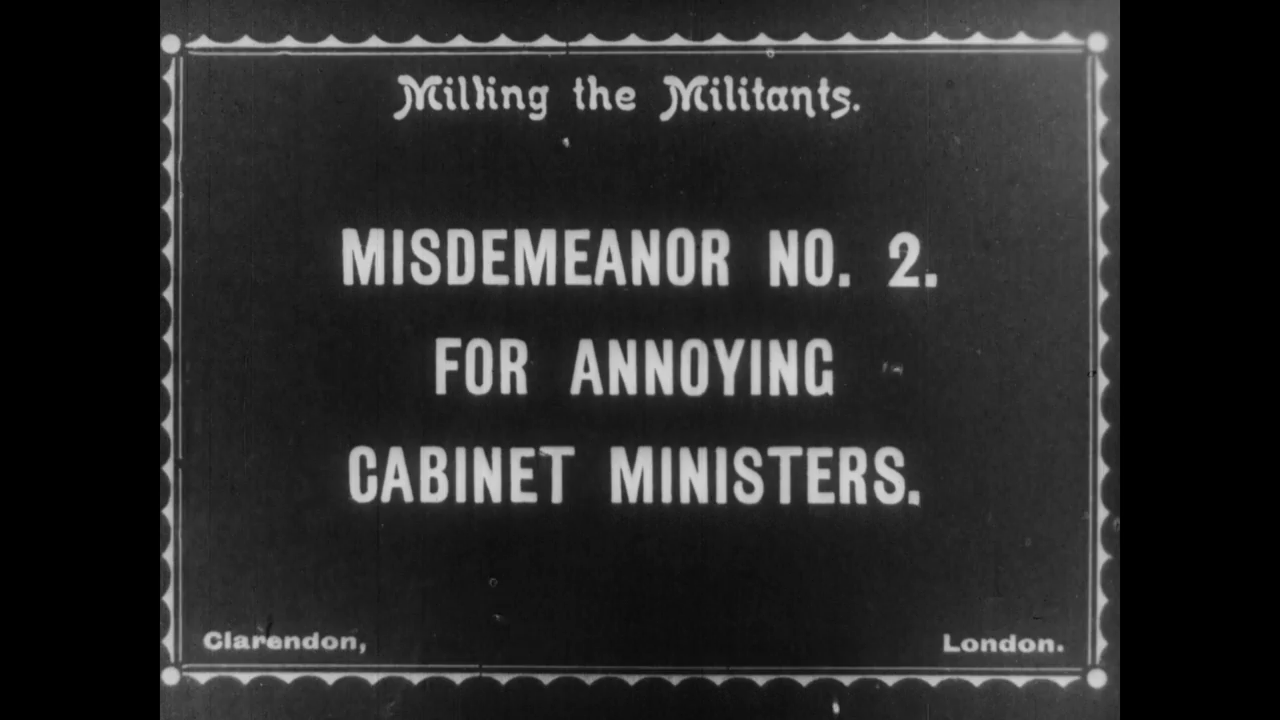 Milling the Militants.
MISDEMEANOR NO. 2.
FOR ANNOYING
CABINET MINISTERS.
Clarendon, London.